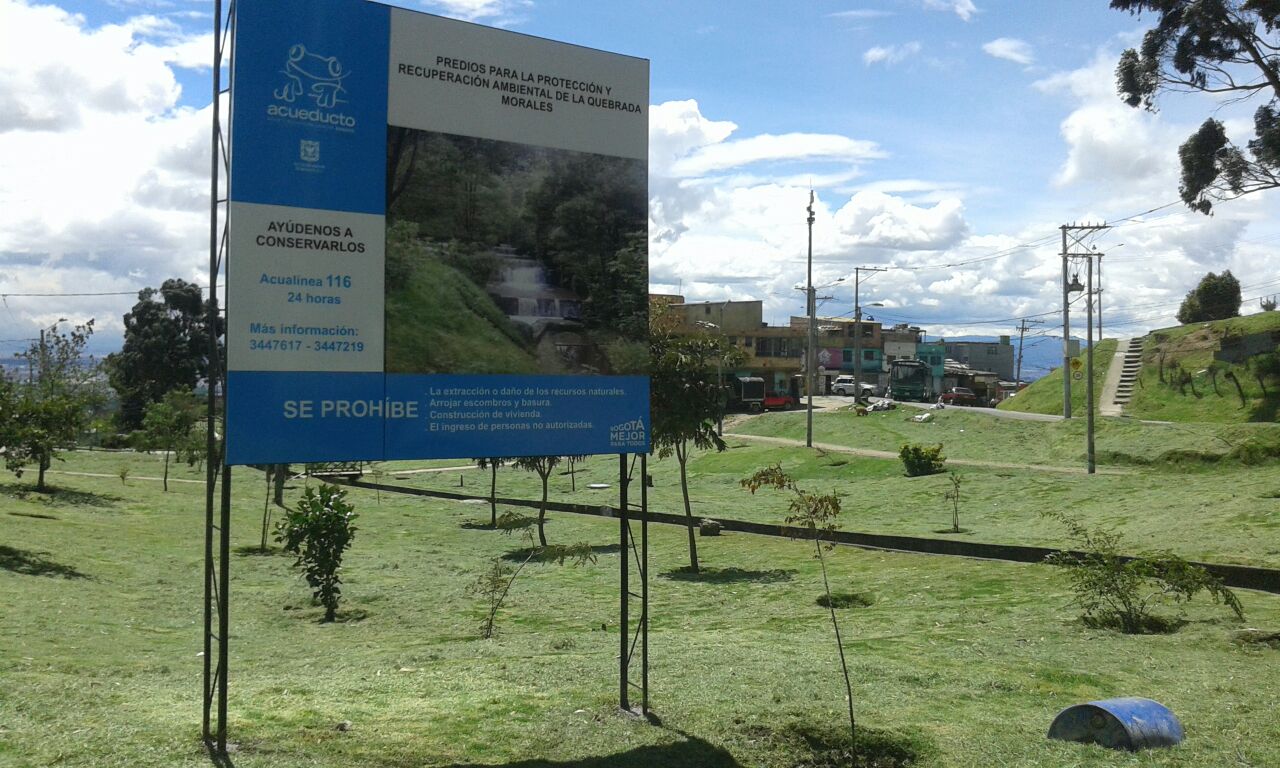 acueducto
PREDIOS PARA LA PROTECCIÓN Y
RECUPERACIÓN AMBIENTAL DE LA QUEBRADA
MORALES
AYÚDENOS A
CONSERVARLOS
Acualínea 116
24 horas
Más información:
3447617 - 3447219
SE PROHÍBE
. La extracción o daño de los recursos naturales.
. Arrojar escombros y basura.
. Construcción de vivienda.
. El ingreso de personas no autorizadas.
BOGOTÁ
MEJOR
PARA TODOS